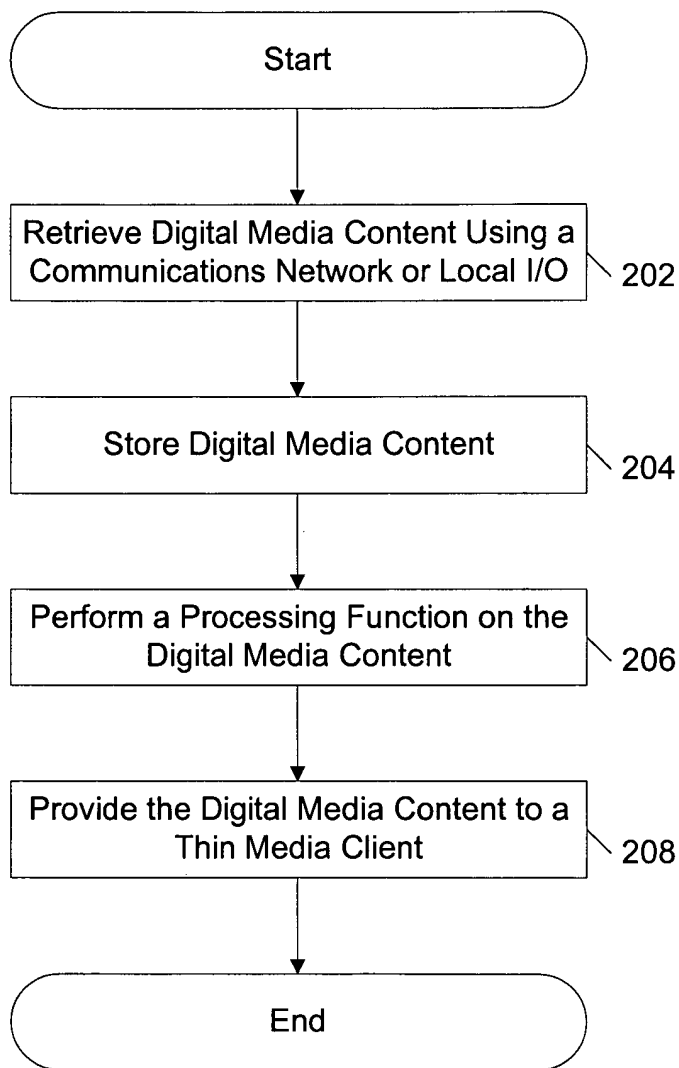 Start
Retrieve Digital Media Content Using a
Communications Network or Local I/O
202
Store Digital Media Content
204
Perform a Processing Function on the
Digital Media Content
206
Provide the Digital Media Content to a
Thin Media Client
208
End